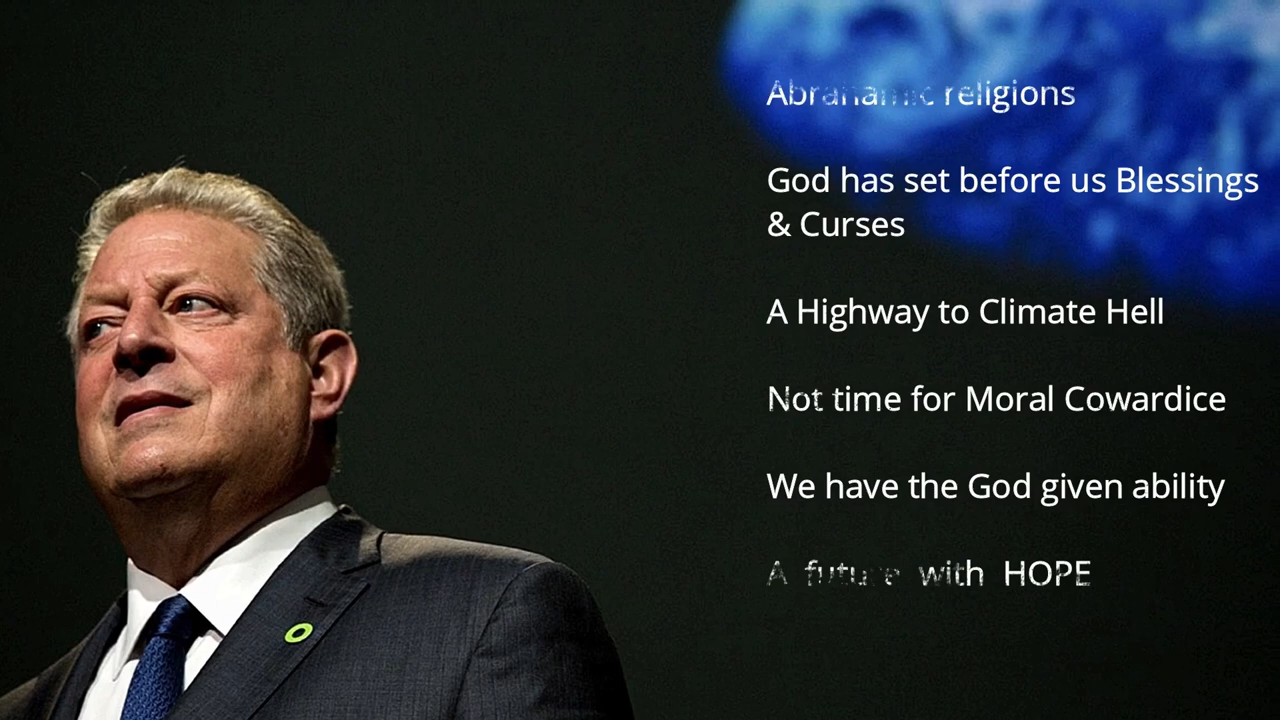 Abrahamic religions
God has set before us Blessings
& Curses
A Highway to Climate Hell
Not time for Moral Cowardice
We have the God given ability
A future with HOPE